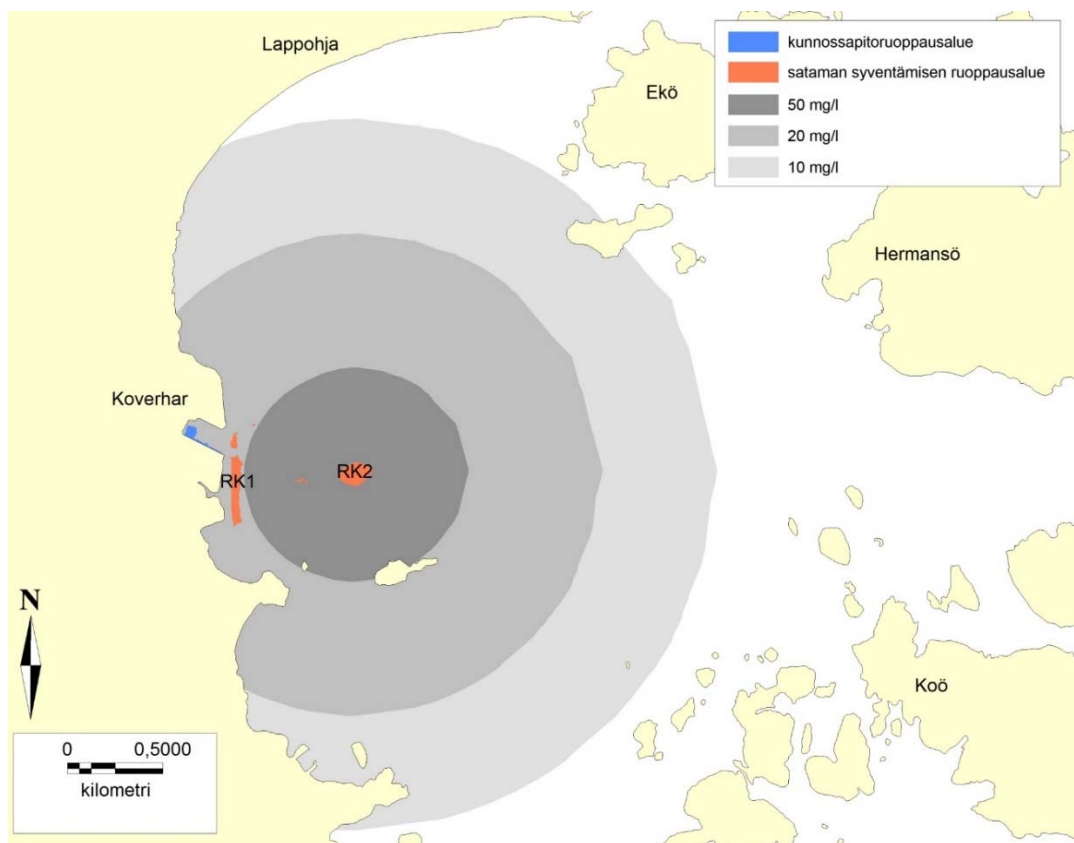 Lappohja
kunnossapitoruoppausalue
sataman syventämisen ruoppausalue
50 mg/l
20 mg/l
10 mg/l
Ekö
Hermansö
Koverhar
RK1
RK2
N
Koö
0 0,5000
kilometri